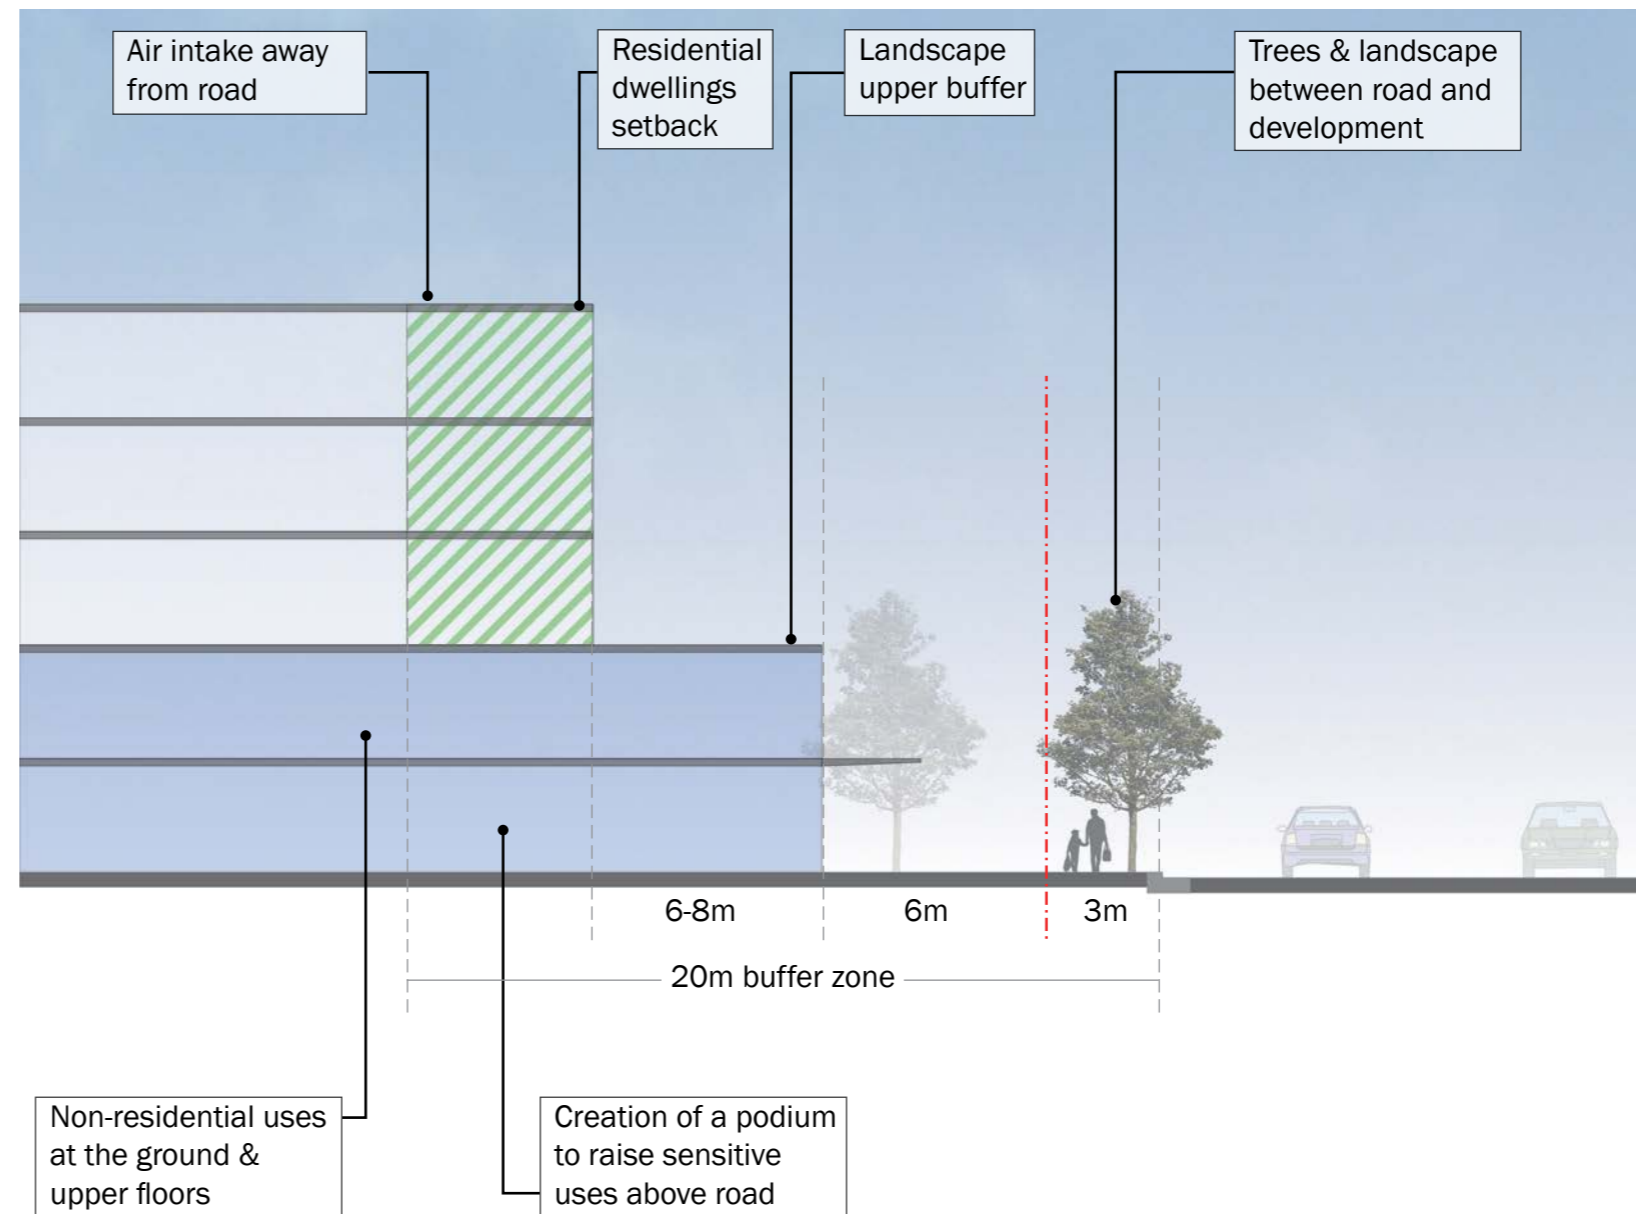 Air intake away
from road
Residential
dwellings
setback
Landscape
upper buffer
Trees & landscape
between road and
development
6-8m
6m
3m
20m buffer zone
Non-residential uses
at the ground &
upper floors
Creation of a podium
to raise sensitive
uses above road